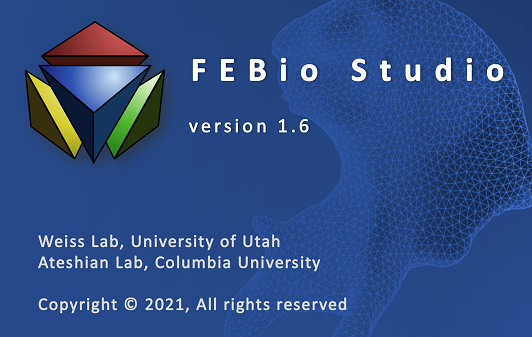 FEBio Studio
version 1.6
Weiss Lab, University of Utah
Ateshian Lab, Columbia University
Copyright © 2021, All rights reserved